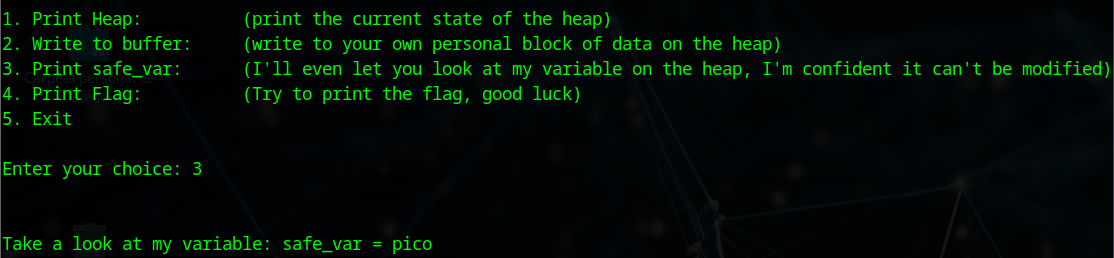 1. Print Heap:          (print the current state of the heap)
2. Write to buffer:     (write to your own personal block of data on the heap)
3. Print safe_var:      (I'll even let you look at my variable on the heap, I'm confident it can't be modified)
4. Print Flag:          (Try to print the flag, good luck)
5. Exit
Enter your choice: 3
Take a look at my variable: safe_var = pico